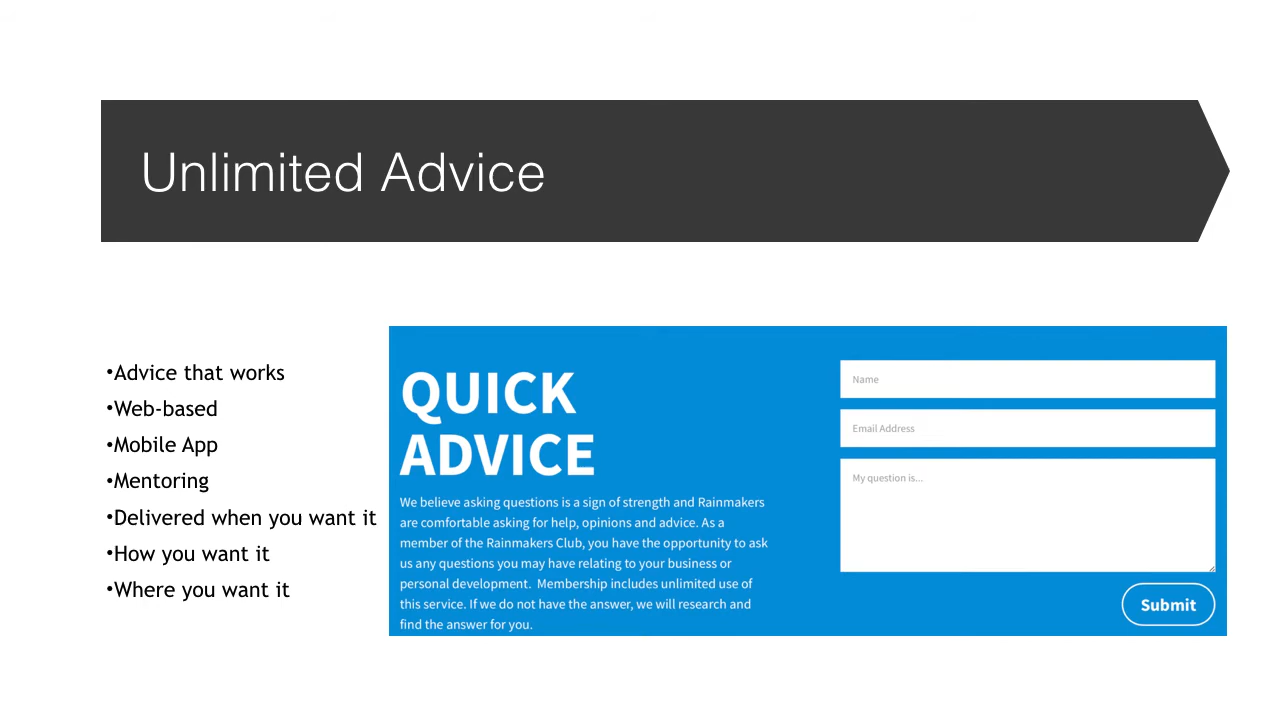 Unlimited Advice
•Advice that works
•Web-based
•Mobile App
•Mentoring
•Delivered when you want it
•How you want it
•Where you want it
QUICK
ADVICE
We believe asking questions is a sign of strength and Rainmakers
are comfortable asking for help, opinions and advice. As a
member of the Rainmakers Club, you have the opportunity to ask
us any questions you may have relating to your business or
personal development.  Membership includes unlimited use of
this service. If we do not have the answer, we will research and
find the answer for you.
Name
Email Address
My question is...
Submit